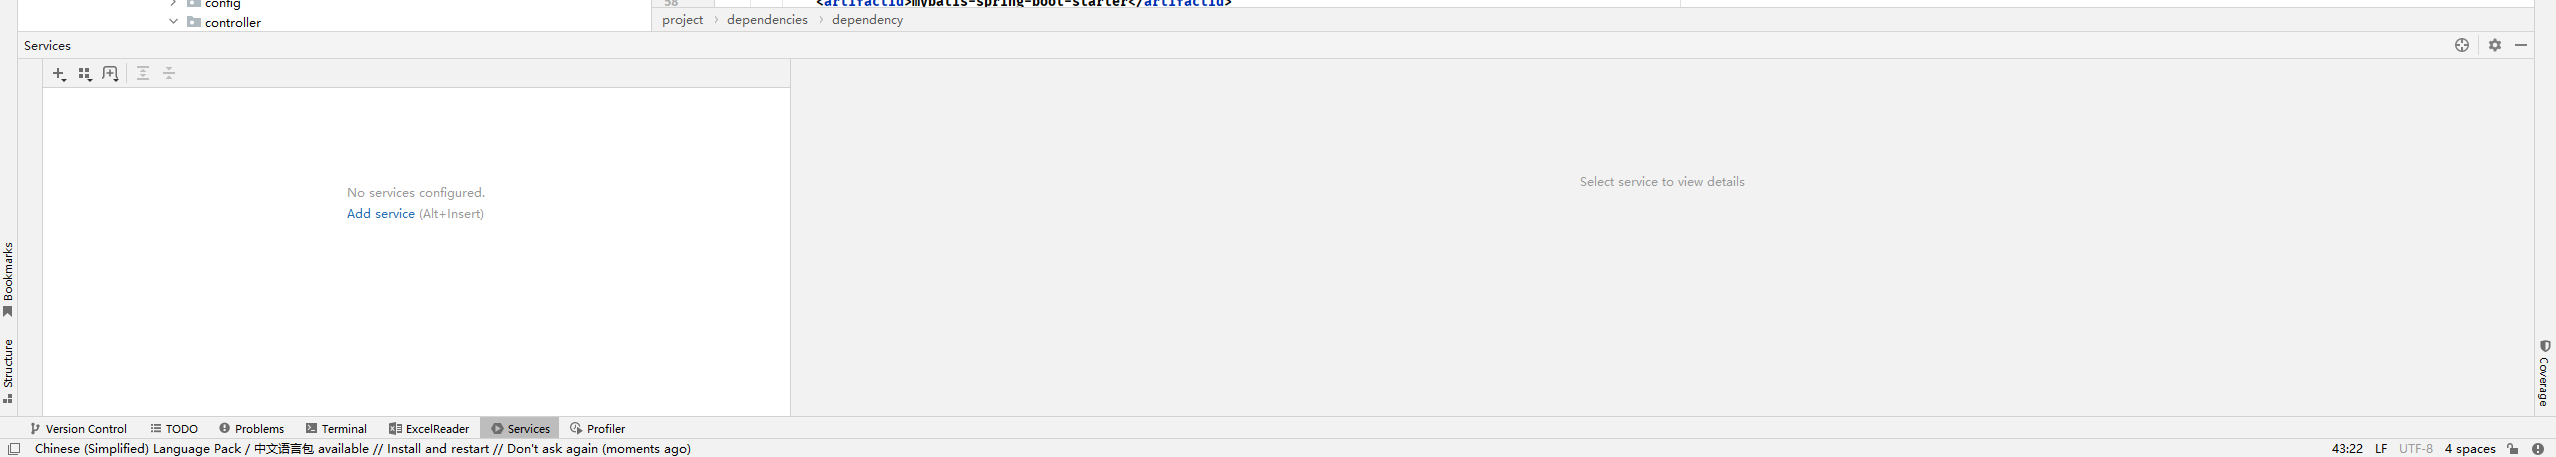 config
controller
58
<artifactId>mybatis-spring-boot-starter</artifactId>
project > dependencies > dependency
Services
No services configured.
Add service (Alt+Insert)
Select service to view details
Bookmarks
Structure
Coverage
Version Control TODO Problems Terminal ExcelReader Services Profiler
Chinese (Simplified) Language Pack / 中文语言包 available // Install and restart // Don't ask again (moments ago) 43:22 LF UTF-8 4 spaces